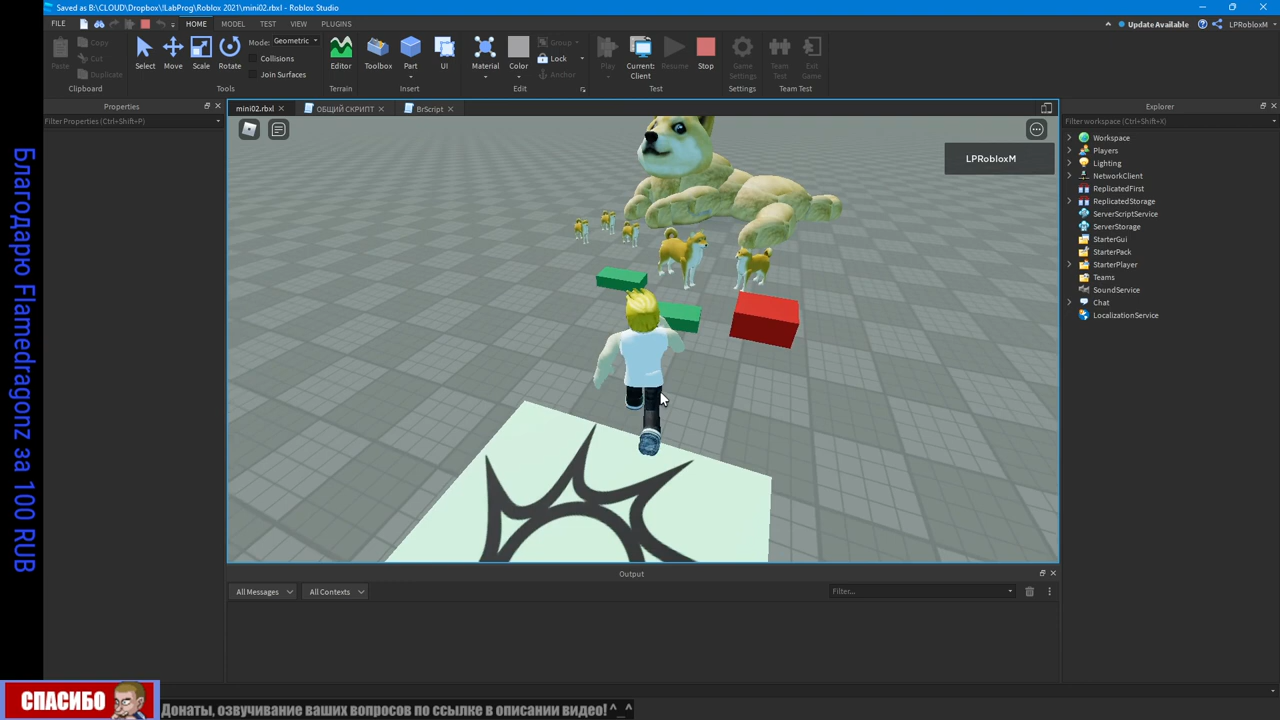 Saved as B:\CLOUD\Dropbox\!LabProg\Roblox 2021\mini02.rbxl - Roblox Studio
FILE
HOME
MODEL
TEST
VIEW
PLUGINS
Update Available
LPRobloxM
Paste
Copy
Cut
Duplicate
Clipboard
Select
Move
Scale
Rotate
Mode: Geometric
Collisions
Join Surfaces
Tools
Editor
Terrain
Toolbox
Part
UI
Insert
Material
Color
Group
Lock
Anchor
Edit
Play
Current:
Client
Resume
Stop
Test
Game
Settings
Settings
Team
Test
Exit
Game
Team Test
Properties
Filter Properties (Ctrl+Shift+P)
mini02.rbxl
ОБЩИЙ СКРИПТ
BrScript
LPRobloxM
Explorer
Filter workspace (Ctrl+Shift+X)
Workspace
Players
Lighting
NetworkClient
ReplicatedFirst
ReplicatedStorage
ServerScriptService
ServerStorage
StarterGui
StarterPack
StarterPlayer
Teams
SoundService
Chat
LocalizationService
Output
All Messages
All Contexts
Filter...
Благодарю Flamedragonz за 100 RUB
СПАСИБО
Донаты, озвучивание ваших вопросов по ссылке в описании видео! ^_^